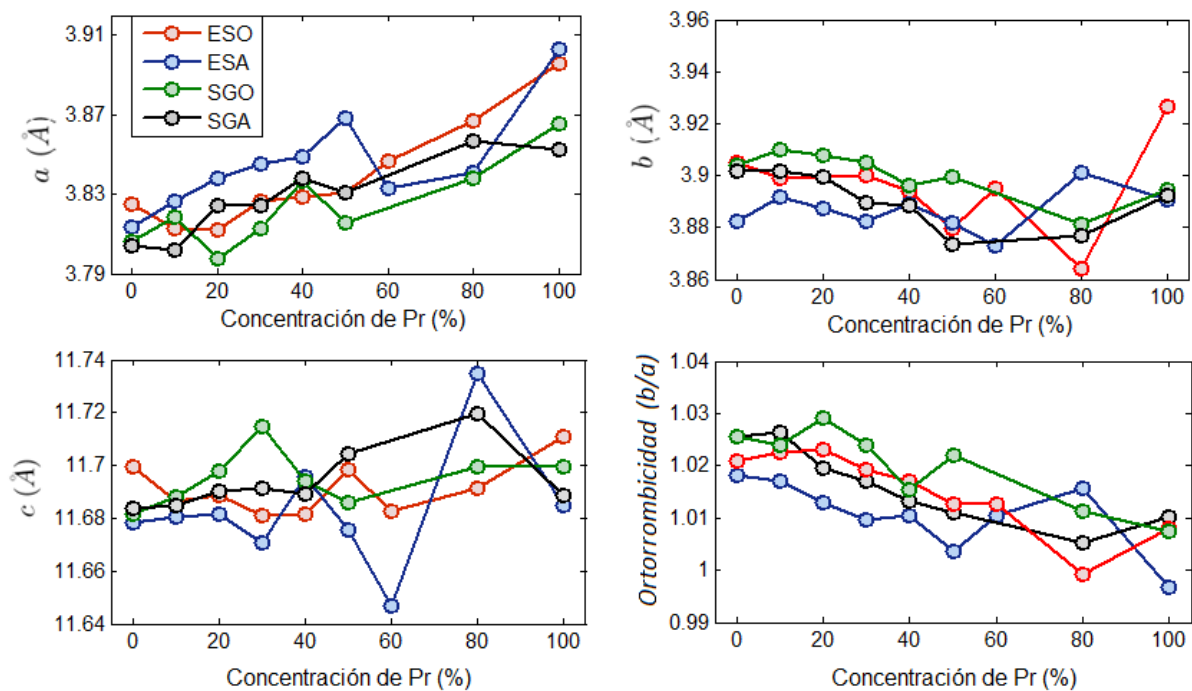 3.91
3.87
3.83
3.79
a (Å)
ESO
ESA
SGO
SGA
0 20 40 60 80 100
Concentración de Pr (%)
3.96
3.94
3.92
3.9
3.88
3.86
b (Å)
0 20 40 60 80 100
Concentración de Pr (%)
11.74
11.72
11.7
11.68
11.66
11.64
c (Å)
0 20 40 60 80 100
Concentración de Pr (%)
1.04
1.03
1.02
1.01
1
0.99
Ortorrombicidad (b/a)
0 20 40 60 80 100
Concentración de Pr (%)